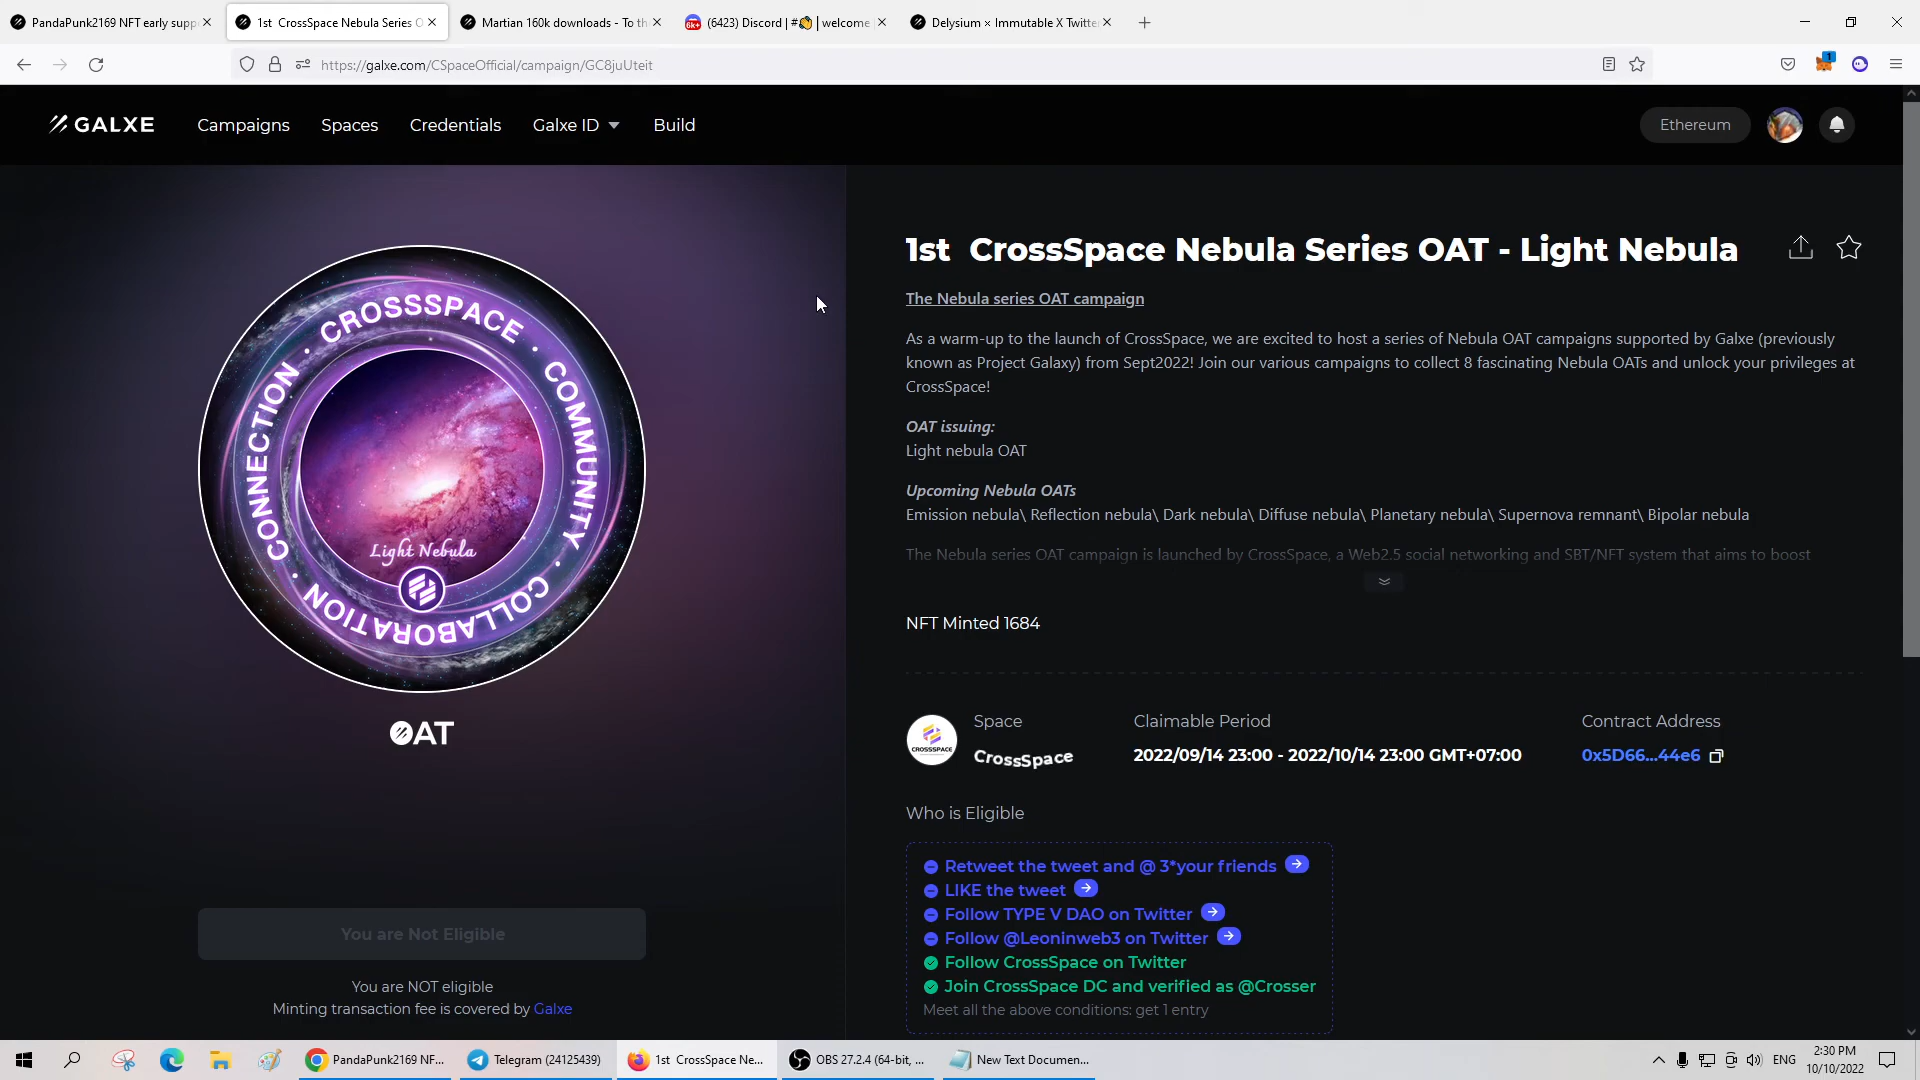 PandaPunk2169 NFT early supp
1st CrossSpace Nebula Series O
Martian 160k downloads - To th
(6423) Discord | #👋 | welcome
Delysium × Immutable X Twitte
https://galxe.com/CSpaceOfficial/campaign/GC8juUteit
1
GALXE
Campaigns
Spaces
Credentials
Galxe ID
Build
Ethereum
CROSSSPACE · COMMUNITY · COLLABORATION · CONNECTION ·
Light Nebula
OAT
You are Not Eligible
You are NOT eligible
Minting transaction fee is covered by Galxe
1st CrossSpace Nebula Series OAT - Light Nebula
The Nebula series OAT campaign
As a warm-up to the launch of CrossSpace, we are excited to host a series of Nebula OAT campaigns supported by Galxe (previously
known as Project Galaxy) from Sept2022! Join our various campaigns to collect 8 fascinating Nebula OATs and unlock your privileges at
CrossSpace!
OAT issuing:
Light nebula OAT
Upcoming Nebula OATs
Emission nebula\ Reflection nebula\ Dark nebula\ Diffuse nebula\ Planetary nebula\ Supernova remnant\ Bipolar nebula
The Nebula series OAT campaign is launched by CrossSpace, a Web2.5 social networking and SBT/NFT system that aims to boost
NFT Minted 1684
CROSSSPACE
Space
CrossSpace
Claimable Period
2022/09/14 23:00 - 2022/10/14 23:00 GMT+07:00
Contract Address
0x5D66...44e6
Who is Eligible
Retweet the tweet and @ 3*your friends
LIKE the tweet
Follow TYPE V DAO on Twitter
Follow @Leoninweb3 on Twitter
Follow CrossSpace on Twitter
Join CrossSpace DC and verified as @Crosser
Meet all the above conditions: get 1 entry
PandaPunk2169 NF...
Telegram (24125439)
1st CrossSpace Ne...
OBS 27.2.4 (64-bit, ...
New Text Documen...
ENG
2:30 PM
10/10/2022